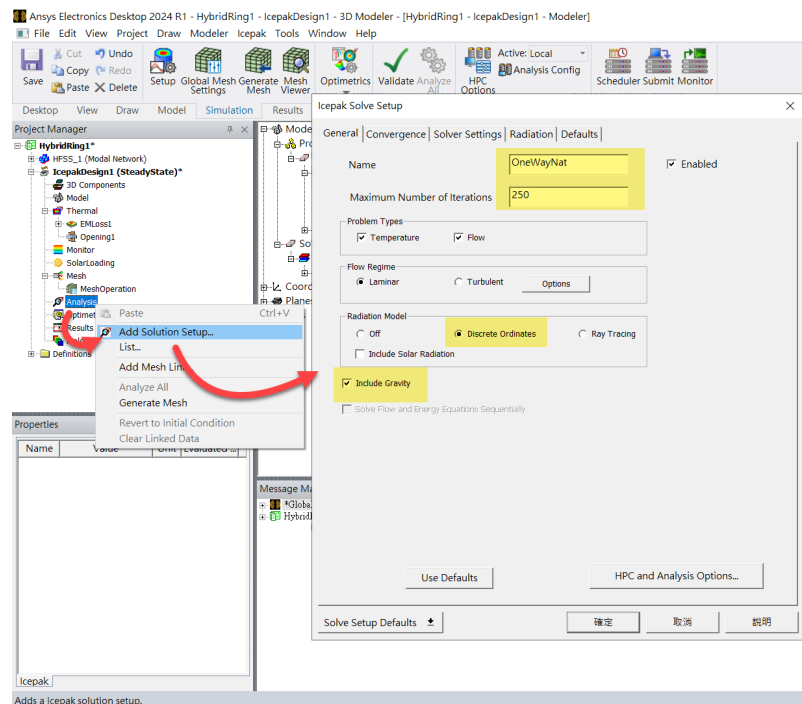 Ansys Electronics Desktop 2024 R1 - HybridRing1 - IcepakDesign1 - 3D Modeler - [HybridRing1 - IcepakDesign1 - Modeler]
File Edit View Project Draw Modeler Icepak Tools Window Help
Save
Cut
Copy
Paste
Undo
Redo
Delete
Setup
Global Mesh Settings
Generate Mesh
Mesh Viewer
Optimetrics
Validate
Analyze All
HPC Options
Active: Local
Analysis Config
Scheduler
Submit
Monitor
Desktop View Draw Model Simulation Results
Project Manager
HybridRing1*
HFSS_1 (Modal Network)
IcepakDesign1 (SteadyState)*
3D Components
Model
Thermal
EMLoss1
Opening1
Monitor
SolarLoading
Mesh
MeshOperation
Analysis
Optimet
Results
Definitions
Mode
Pro
So
Coord
Plane
Paste Ctrl+V
Add Solution Setup...
List...
Add Mesh Lin
Analyze All
Generate Mesh
Revert to Initial Condition
Clear Linked Data
Properties
Name Value Unit Evaluated ...
Icepak
Message Ma
*Globa
Hybrid
Icepak Solve Setup
General Convergence Solver Settings Radiation Defaults
Name OneWayNat Enabled
Maximum Number of Iterations 250
Problem Types
Temperature Flow
Flow Regime
Laminar Turbulent Options
Radiation Model
Off Discrete Ordinates Ray Tracing
Include Solar Radiation
Include Gravity
Solve Flow and Energy Equations Sequentially
Use Defaults HPC and Analysis Options...
Solve Setup Defaults 確定 取消 說明
Adds a Icepak solution setup.